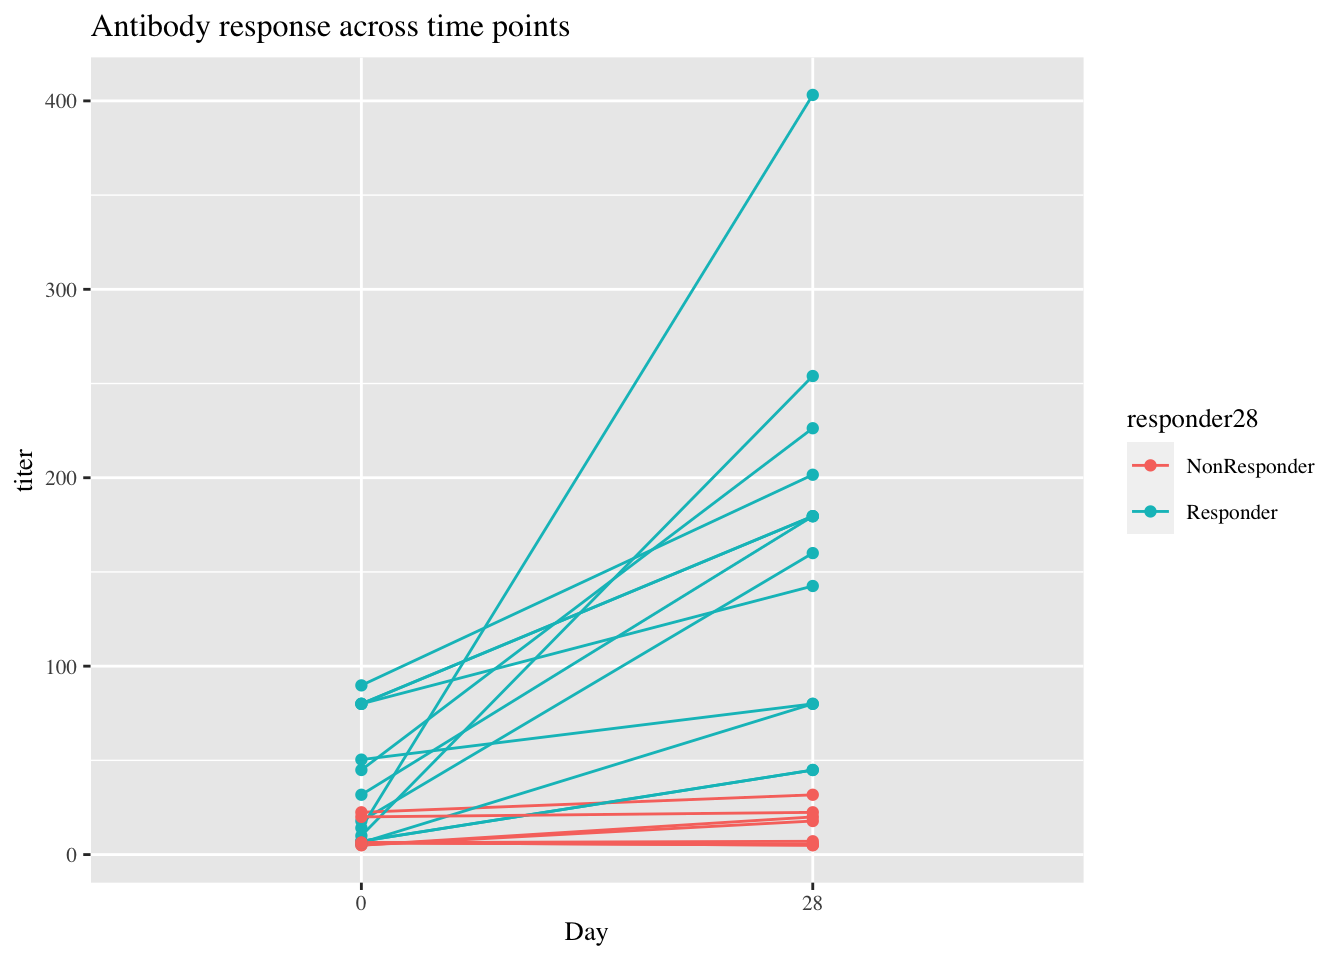 Antibody response across time points
400
300
200
100
0
titer
0
28
Day
responder28
NonResponder
Responder